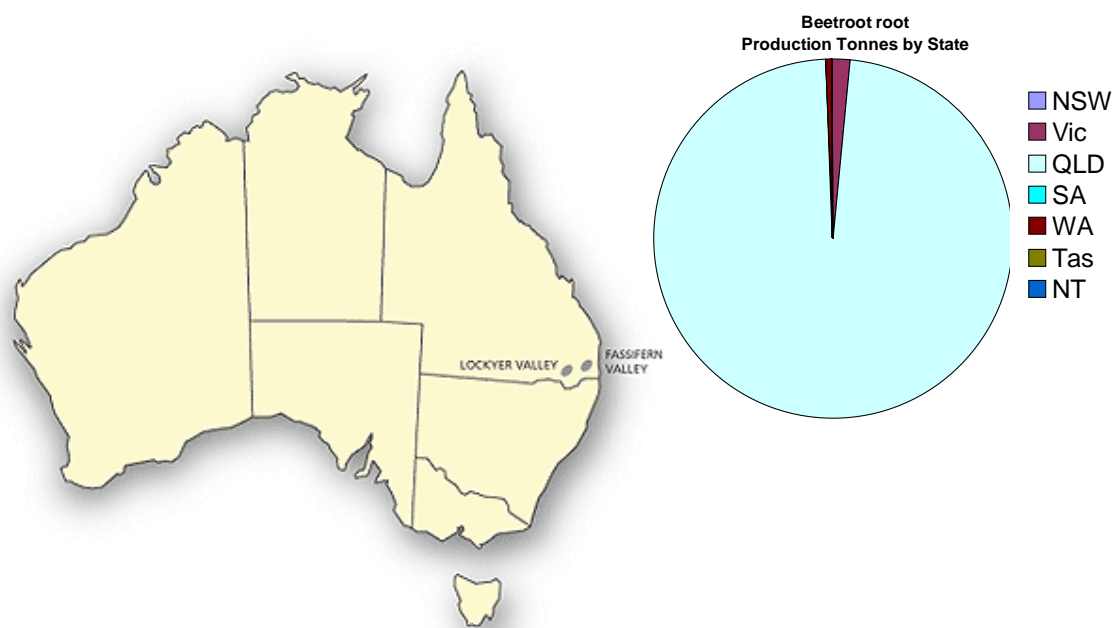 Beetroot root
Production Tonnes by State
NSW
Vic
QLD
SA
WA
Tas
NT
LOCKYER VALLEY
FASSIFERN
VALLEY